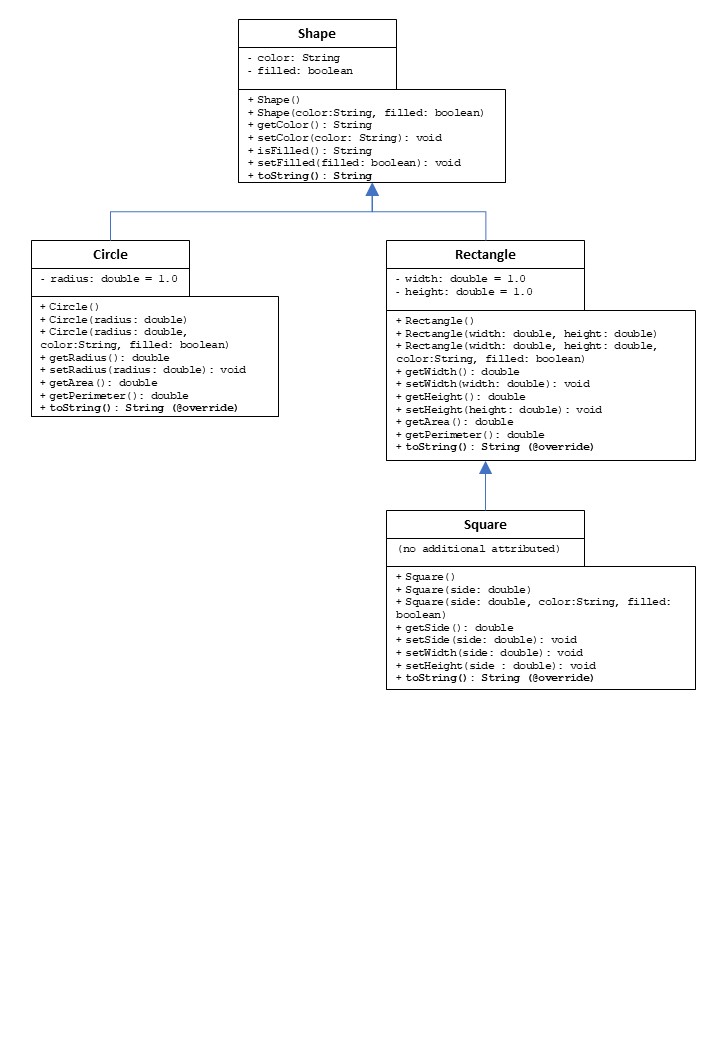 Shape
- color: String
- filled: boolean
+ Shape()
+ Shape(color:String, filled: boolean)
+ getColor(): String
+ setColor(color: String): void
+ isFilled(): String
+ setFilled(filled: boolean): void
+ toString(): String
Circle
- radius: double = 1.0
+ Circle()
+ Circle(radius: double)
+ Circle(radius: double,
color:String, filled: boolean)
+ getRadius(): double
+ setRadius(radius: double): void
+ getArea(): double
+ getPerimeter(): double
+ toString(): String (@override)
Rectangle
- width: double = 1.0
- height: double = 1.0
+ Rectangle()
+ Rectangle(width: double, height: double)
+ Rectangle(width: double, height: double,
color:String, filled: boolean)
+ getWidth(): double
+ setWidth(width: double): void
+ getHeight(): double
+ setHeight(height: double): void
+ getArea(): double
+ getPerimeter(): double
+ toString(): String (@override)
Square
(no additional attributed)
+ Square()
+ Square(side: double)
+ Square(side: double, color:String, filled:
boolean)
+ getSide(): double
+ setSide(side: double): void
+ setWidth(side: double): void
+ setHeight(side : double): void
+ toString(): String (@override)